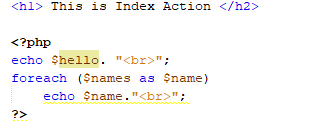 <h1> This is Index Action </h2>
<?php
echo $hello. "<br>";
foreach ($names as $name)
echo $name."<br>";
?>